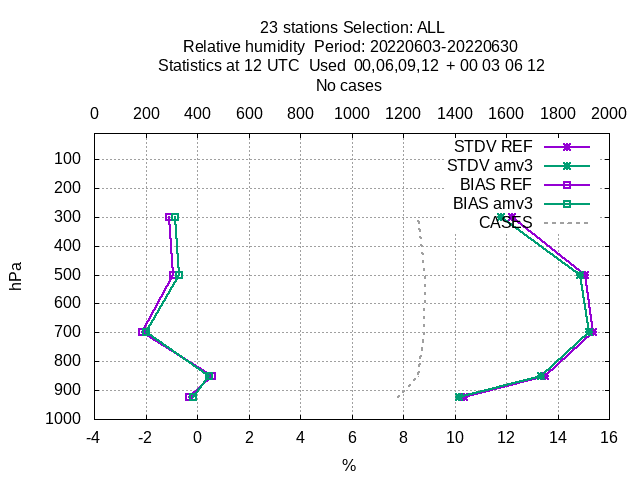 23 stations Selection: ALL
Relative humidity  Period: 20220603-20220630
Statistics at 12 UTC  Used  00,06,09,12  + 00 03 06 12
No cases
0 200 400 600 800 1000 1200 1400 1600 1800 2000
STDV REF
STDV amv3
BIAS REF
BIAS amv3
CASES
100
200
300
400
500
600
700
800
900
1000
hPa
-4 -2 0 2 4 6 8 10 12 14 16
%